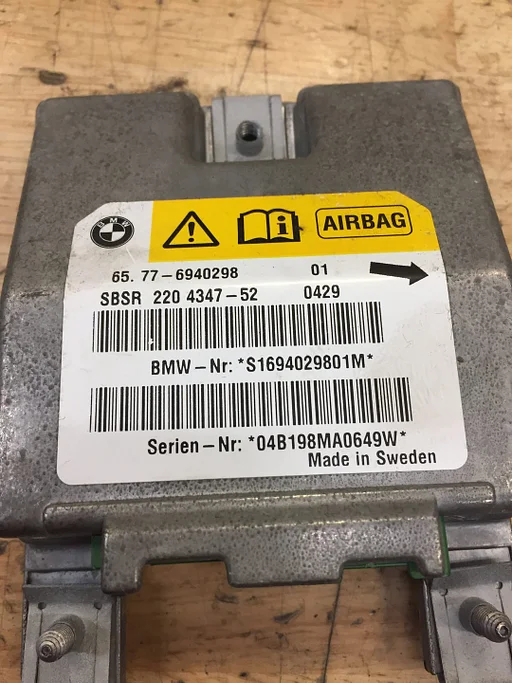 BMW
AIRBAG
65. 77-6940298 01
SBSR 220 4347-52 0429
BMW-Nr: *S1694029801M*
Serien-Nr: *04B198MA0649W*
Made in Sweden